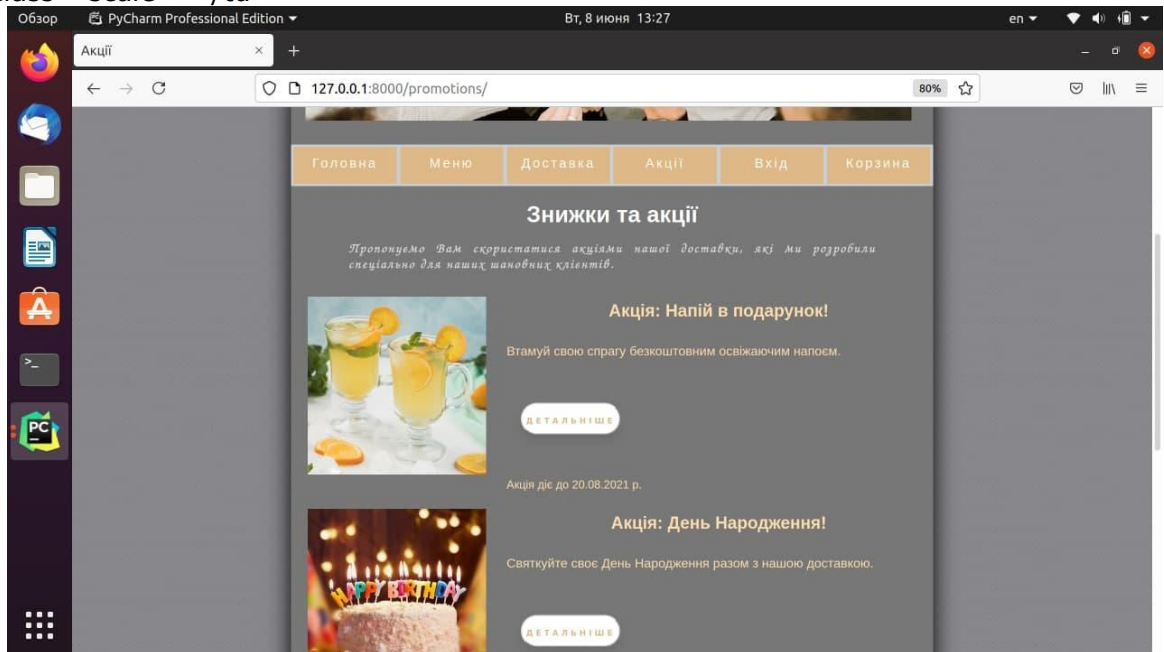 Обзор PyCharm Professional Edition Вт, 8 июня 13:27 en
Акції
127.0.0.1:8000/promotions/ 80%
Головна Меню Доставка Акції Вхід Корзина
Знижки та акції
Пропонуємо Вам скористатися акціями нашої доставки, які ми розробили
спеціально для наших шановних клієнтів.
Акція: Напій в подарунок!
Втамуй свою спрагу безкоштовним освіжаючим напоєм.
ДЕТАЛЬНІШЕ
Акція діє до 20.08.2021 р.
Акція: День Народження!
Святкуйте своє День Народження разом з нашою доставкою.
HAPPY BIRTHDAY
ДЕТАЛЬНІШЕ